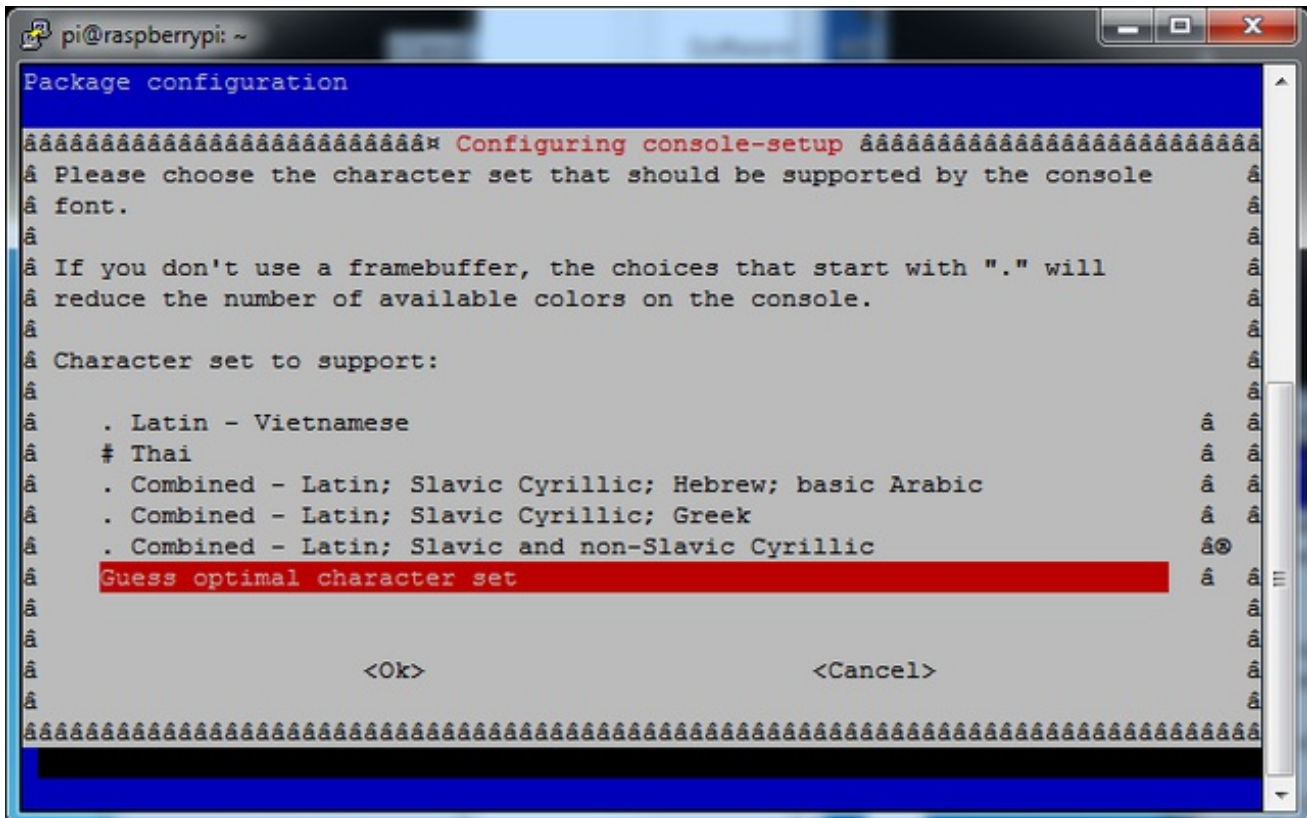 pi@raspberrypi: ~
Package configuration
ââââââââââââââââââââââââââ¤ Configuring console-setup ââââââââââââââââââââââââââ
â Please choose the character set that should be supported by the console â
â font. â
â â
â If you don't use a framebuffer, the choices that start with "." will â
â reduce the number of available colors on the console. â
â â
â Character set to support: â
â â
â . Latin - Vietnamese â â
â # Thai â â
â . Combined - Latin; Slavic Cyrillic; Hebrew; basic Arabic â â
â . Combined - Latin; Slavic Cyrillic; Greek â â
â . Combined - Latin; Slavic and non-Slavic Cyrillic â®
â Guess optimal character set â â
â â
â â
â <Ok> <Cancel> â
â â
ââââââââââââââââââââââââââââââââââââââââââââââââââââââââââââââââââââââââââââââââ